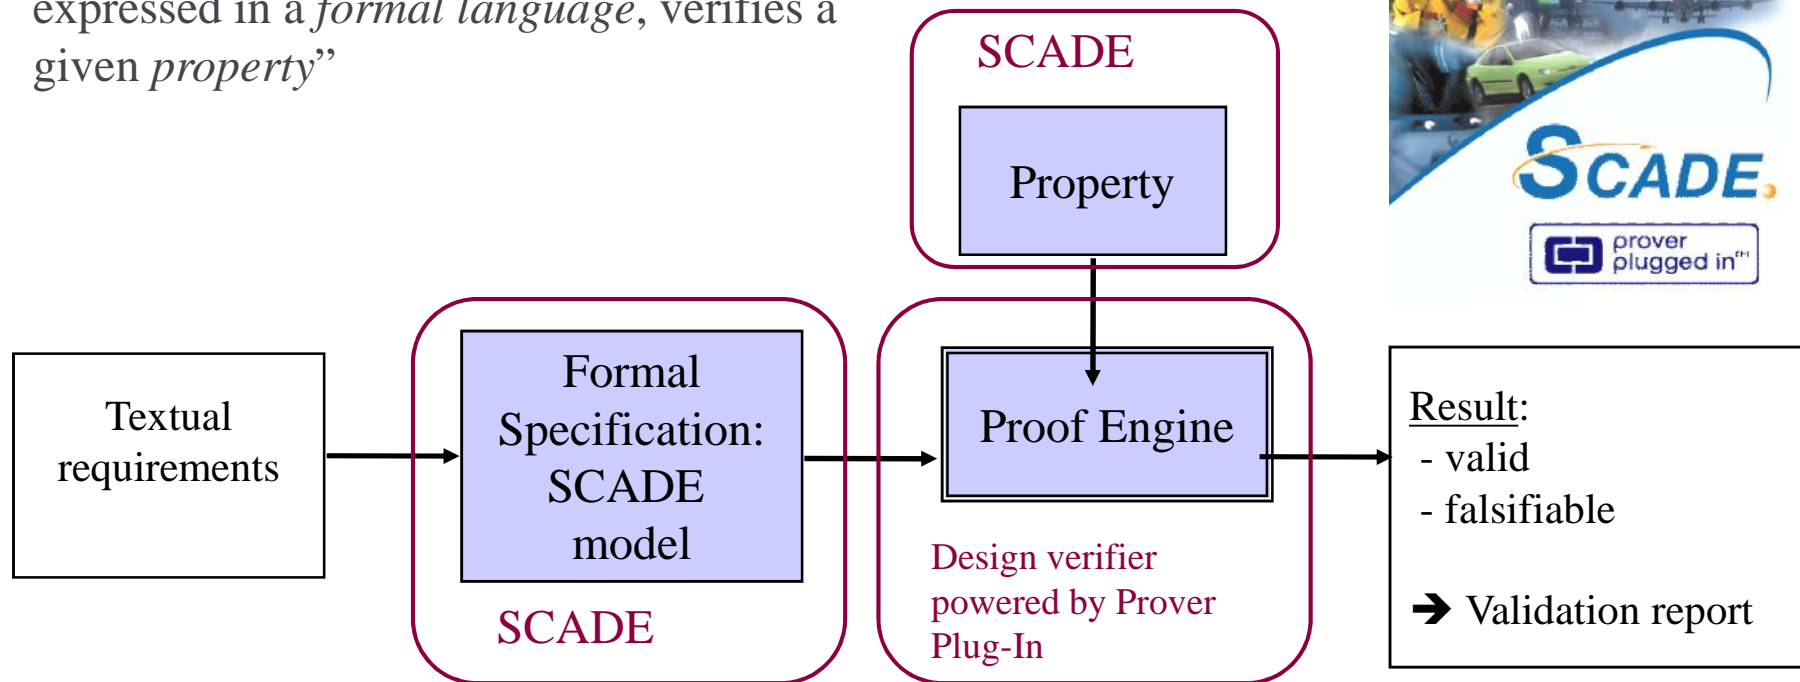 expressed in a formal language, verifies a
given property”
SCADE
Property
SCADE
prover
plugged in
Textual
requirements
Formal
Specification:
SCADE
model
SCADE
Proof Engine
Design verifier
powered by Prover
Plug-In
Result:
- valid
- falsifiable
➔ Validation report